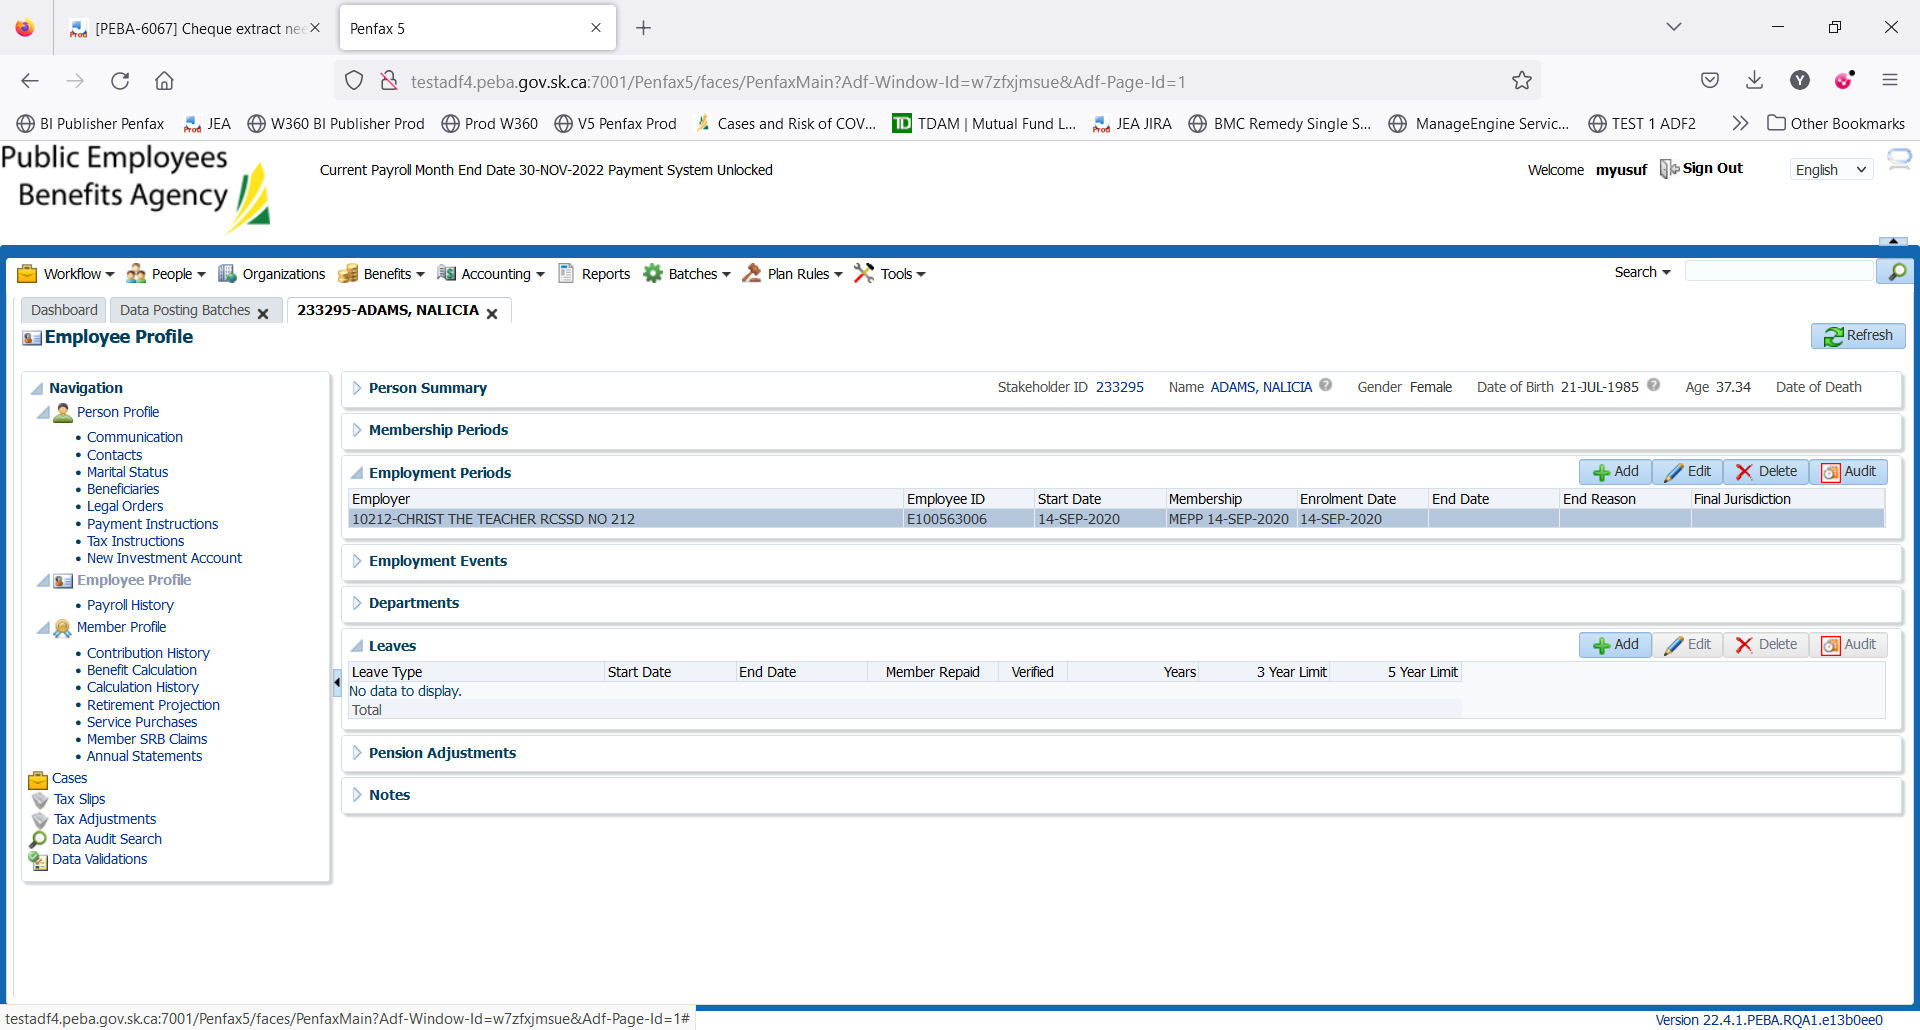 [PEBA-6067] Cheque extract nee
Penfax 5
testadf4.peba.gov.sk.ca:7001/Penfax5/faces/PenfaxMain?Adf-Window-Id=w7zfxjmsue&Adf-Page-Id=1
BI Publisher Penfax
JEA
W360 BI Publisher Prod
Prod W360
V5 Penfax Prod
Cases and Risk of COV...
TDAM | Mutual Fund L...
JEA JIRA
BMC Remedy Single S...
ManageEngine Servic...
TEST 1 ADF2
Other Bookmarks
Public Employees
Benefits Agency
Current Payroll Month End Date 30-NOV-2022 Payment System Unlocked
Welcome myusuf Sign Out English
Workflow People Organizations Benefits Accounting Reports Batches Plan Rules Tools Search
Dashboard Data Posting Batches 233295-ADAMS, NALICIA
Employee Profile
Refresh
Navigation
Person Profile
Communication
Contacts
Marital Status
Beneficiaries
Legal Orders
Payment Instructions
Tax Instructions
New Investment Account
Employee Profile
Payroll History
Member Profile
Contribution History
Benefit Calculation
Calculation History
Retirement Projection
Service Purchases
Member SRB Claims
Annual Statements
Cases
Tax Slips
Tax Adjustments
Data Audit Search
Data Validations
Person Summary Stakeholder ID 233295 Name ADAMS, NALICIA Gender Female Date of Birth 21-JUL-1985 Age 37.34 Date of Death
Membership Periods
Employment Periods Add Edit Delete Audit
Employer Employee ID Start Date Membership Enrolment Date End Date End Reason Final Jurisdiction
10212-CHRIST THE TEACHER RCSSD NO 212 E100563006 14-SEP-2020 MEPP 14-SEP-2020 14-SEP-2020
Employment Events
Departments
Leaves Add Edit Delete Audit
Leave Type Start Date End Date Member Repaid Verified Years 3 Year Limit 5 Year Limit
No data to display.
Total
Pension Adjustments
Notes
testadf4.peba.gov.sk.ca:7001/Penfax5/faces/PenfaxMain?Adf-Window-Id=w7zfxjmsue&Adf-Page-Id=1#
Version 22.4.1.PEBA.RQA1.e13b0ee0